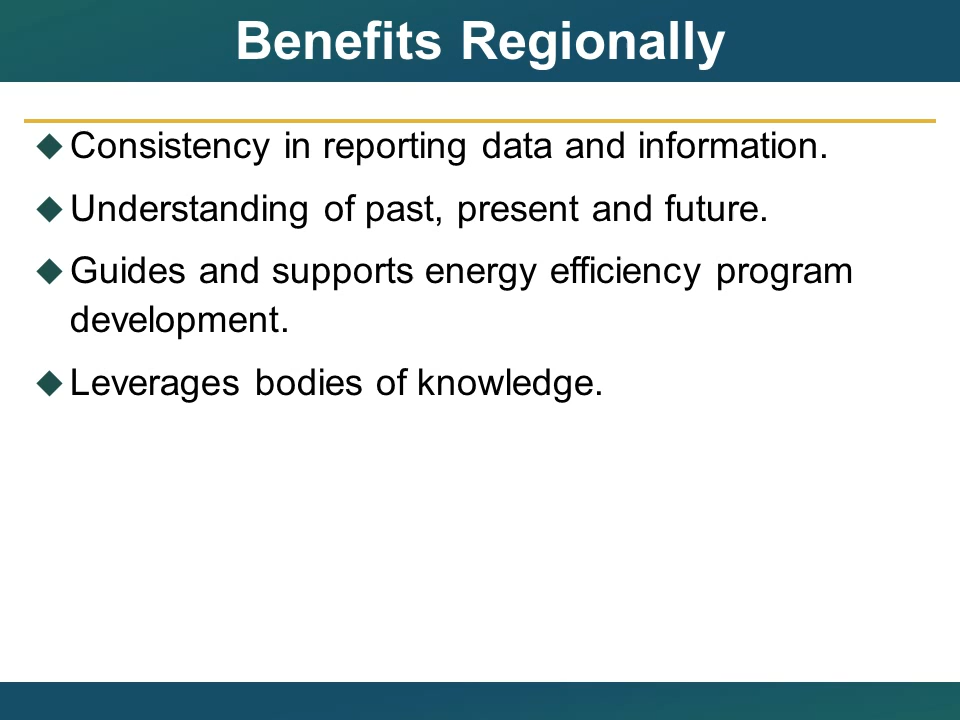 Benefits Regionally
Consistency in reporting data and information.
Understanding of past, present and future.
Guides and supports energy efficiency program
development.
Leverages bodies of knowledge.